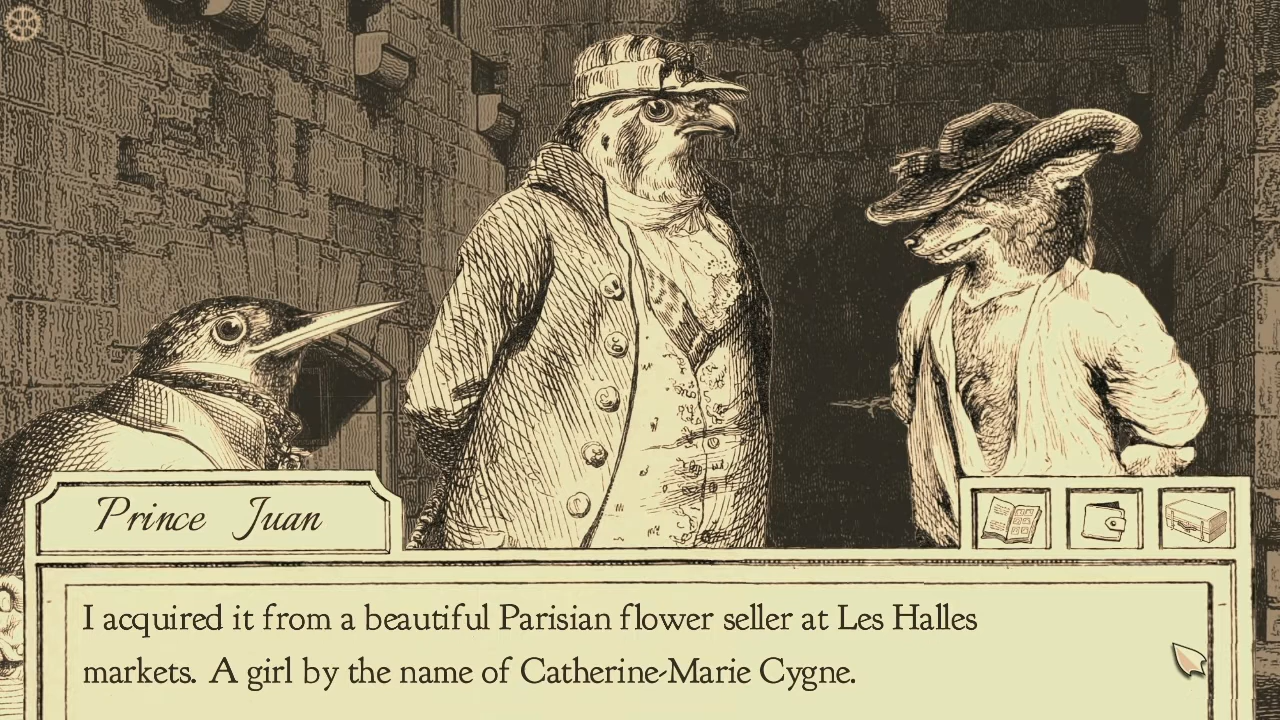 Prince Juan
I acquired it from a beautiful Parisian flower seller at Les Halles
markets. A girl by the name of Catherine-Marie Cygne.